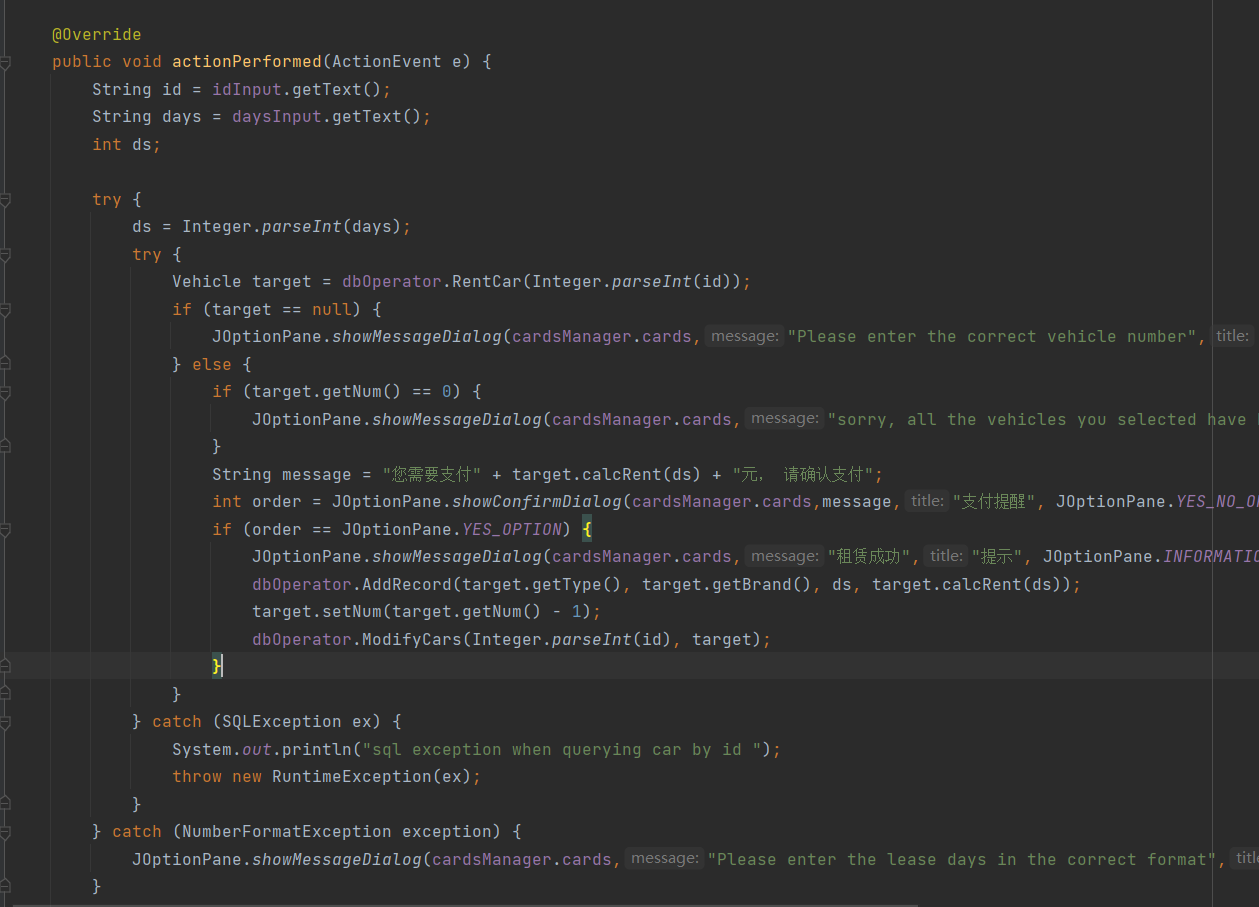 @Override
public void actionPerformed(ActionEvent e) {
String id = idInput.getText();
String days = daysInput.getText();
int ds;
try {
ds = Integer.parseInt(days);
try {
Vehicle target = dbOperator.RentCar(Integer.parseInt(id));
if (target == null) {
JOptionPane.showMessageDialog(cardsManager.cards, message: "Please enter the correct vehicle number", title:
} else {
if (target.getNum() == 0) {
JOptionPane.showMessageDialog(cardsManager.cards, message: "sorry, all the vehicles you selected have
}
String message = "您需要支付" + target.calcRent(ds) + "元， 请确认支付";
int order = JOptionPane.showConfirmDialog(cardsManager.cards,message, title: "支付提醒", JOptionPane.YES_NO_O
if (order == JOptionPane.YES_OPTION) {
JOptionPane.showMessageDialog(cardsManager.cards, message: "租赁成功", title: "提示", JOptionPane.INFORMATIO
dbOperator.AddRecord(target.getType(), target.getBrand(), ds, target.calcRent(ds));
target.setNum(target.getNum() - 1);
dbOperator.ModifyCars(Integer.parseInt(id), target);
}
}
} catch (SQLException ex) {
System.out.println("sql exception when querying car by id ");
throw new RuntimeException(ex);
}
} catch (NumberFormatException exception) {
JOptionPane.showMessageDialog(cardsManager.cards, message: "Please enter the lease days in the correct format", title
}